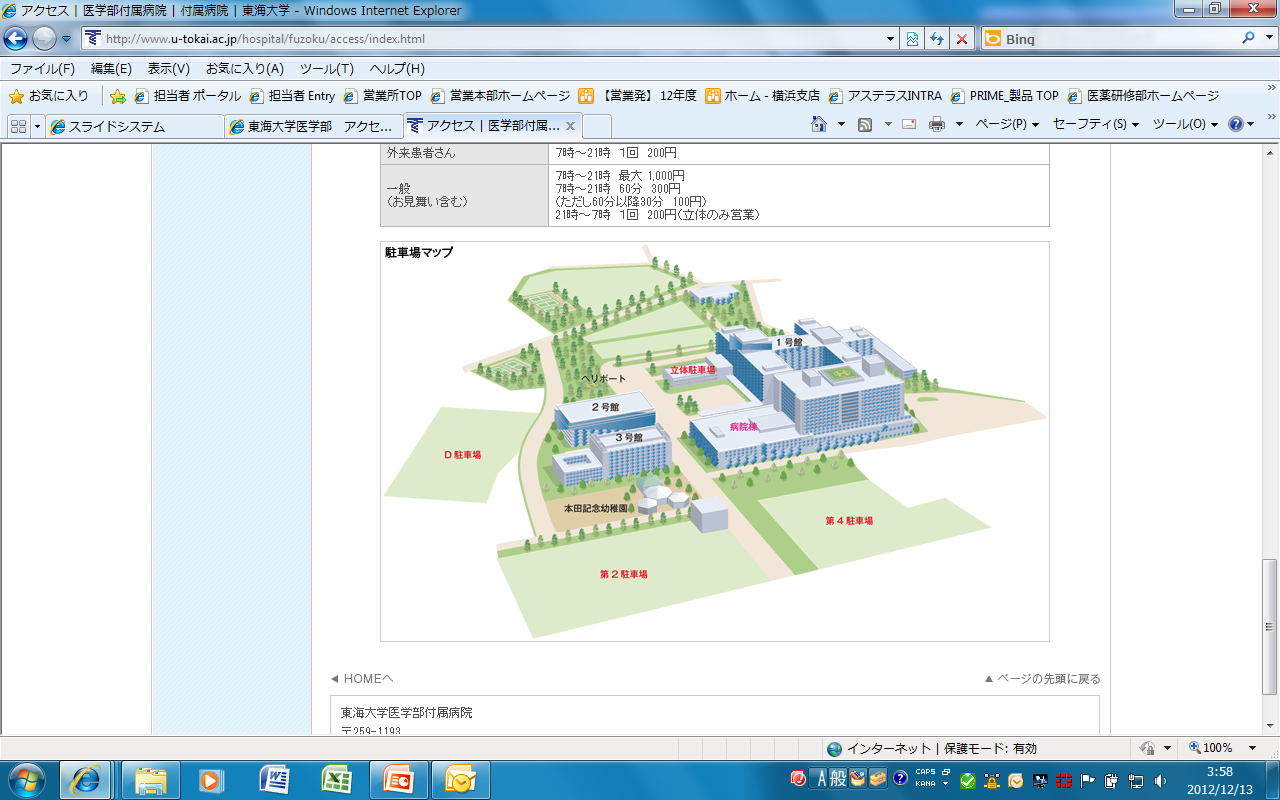 アクセス | 医学部付属病院 | 付属病院 | 東海大学 - Windows Internet Explorer
http://www.u-tokai.ac.jp/hospital/fuzoku/access/index.html
Bing
ファイル(F) 編集(E) 表示(V) お気に入り(A) ツール(T) ヘルプ(H)
お気に入り 担当者 ポータル 担当者 Entry 営業所TOP 営業本部ホームページ 【営業発】 12年度 ホーム - 横浜支店 アステラスINTRA PRIME_製品 TOP 医薬研修部ホームページ
スライドシステム 東海大学医学部 アクセ... アクセス | 医学部付属... ページ(P) セーフティ(S) ツール(O)
外来患者さん 7時～21時 1回 200円
一般
（お見舞い含む） 7時～21時 最大 1,000円
7時～21時 60分 300円
（ただし60分以降30分 100円）
21時～7時 1回 200円（立体のみ営業）
駐車場マップ
1号館
立体駐車場
ヘリポート
2号館
病院棟
3号館
D駐車場
本田記念幼稚園
第4駐車場
第2駐車場
HOMEへ ▲ ページの先頭に戻る
東海大学医学部付属病院
〒259-1193
インターネット | 保護モード: 有効 100%
A 般 CAPS KANA
3:58
2012/12/13